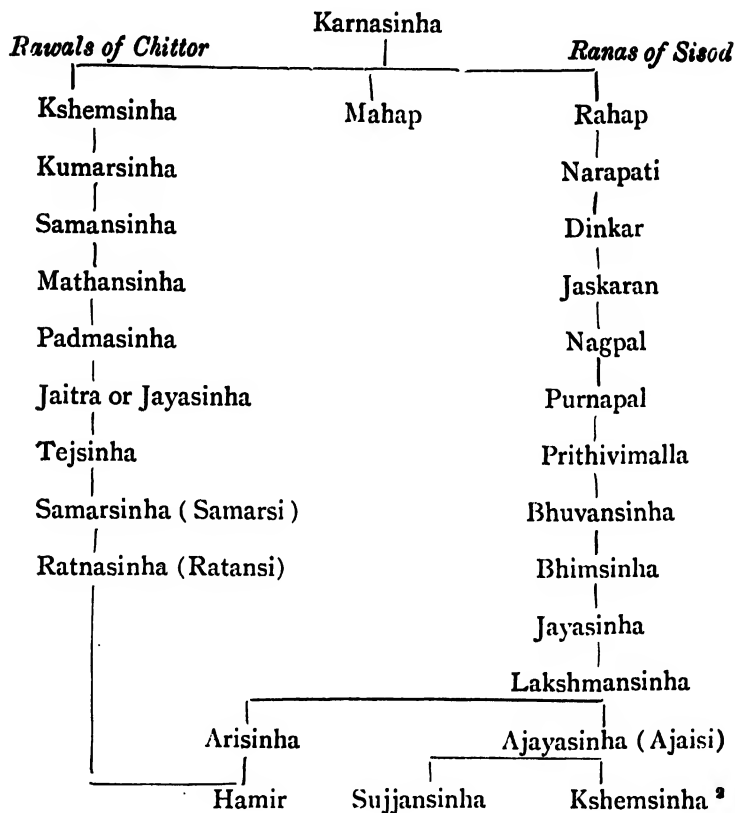 Karnasinha
Rawals of Chittor Ranas of Sisod
Kshemsinha Mahap Rahap
Kumarsinha Narapati
Samansinha Dinkar
Mathansinha Jaskaran
Padmasinha Nagpal
Jaitra or Jayasinha Purnapal
Tejsinha Prithivimalla
Samarsinha ( Samarsi ) Bhuvansinha
Ratnasinha (Ratansi) Bhimsinha
Jayasinha
Lakshmansinha
Arisinha Ajayasinha ( Ajaisi )
Hamir Sujjansinha Kshemsinha ²